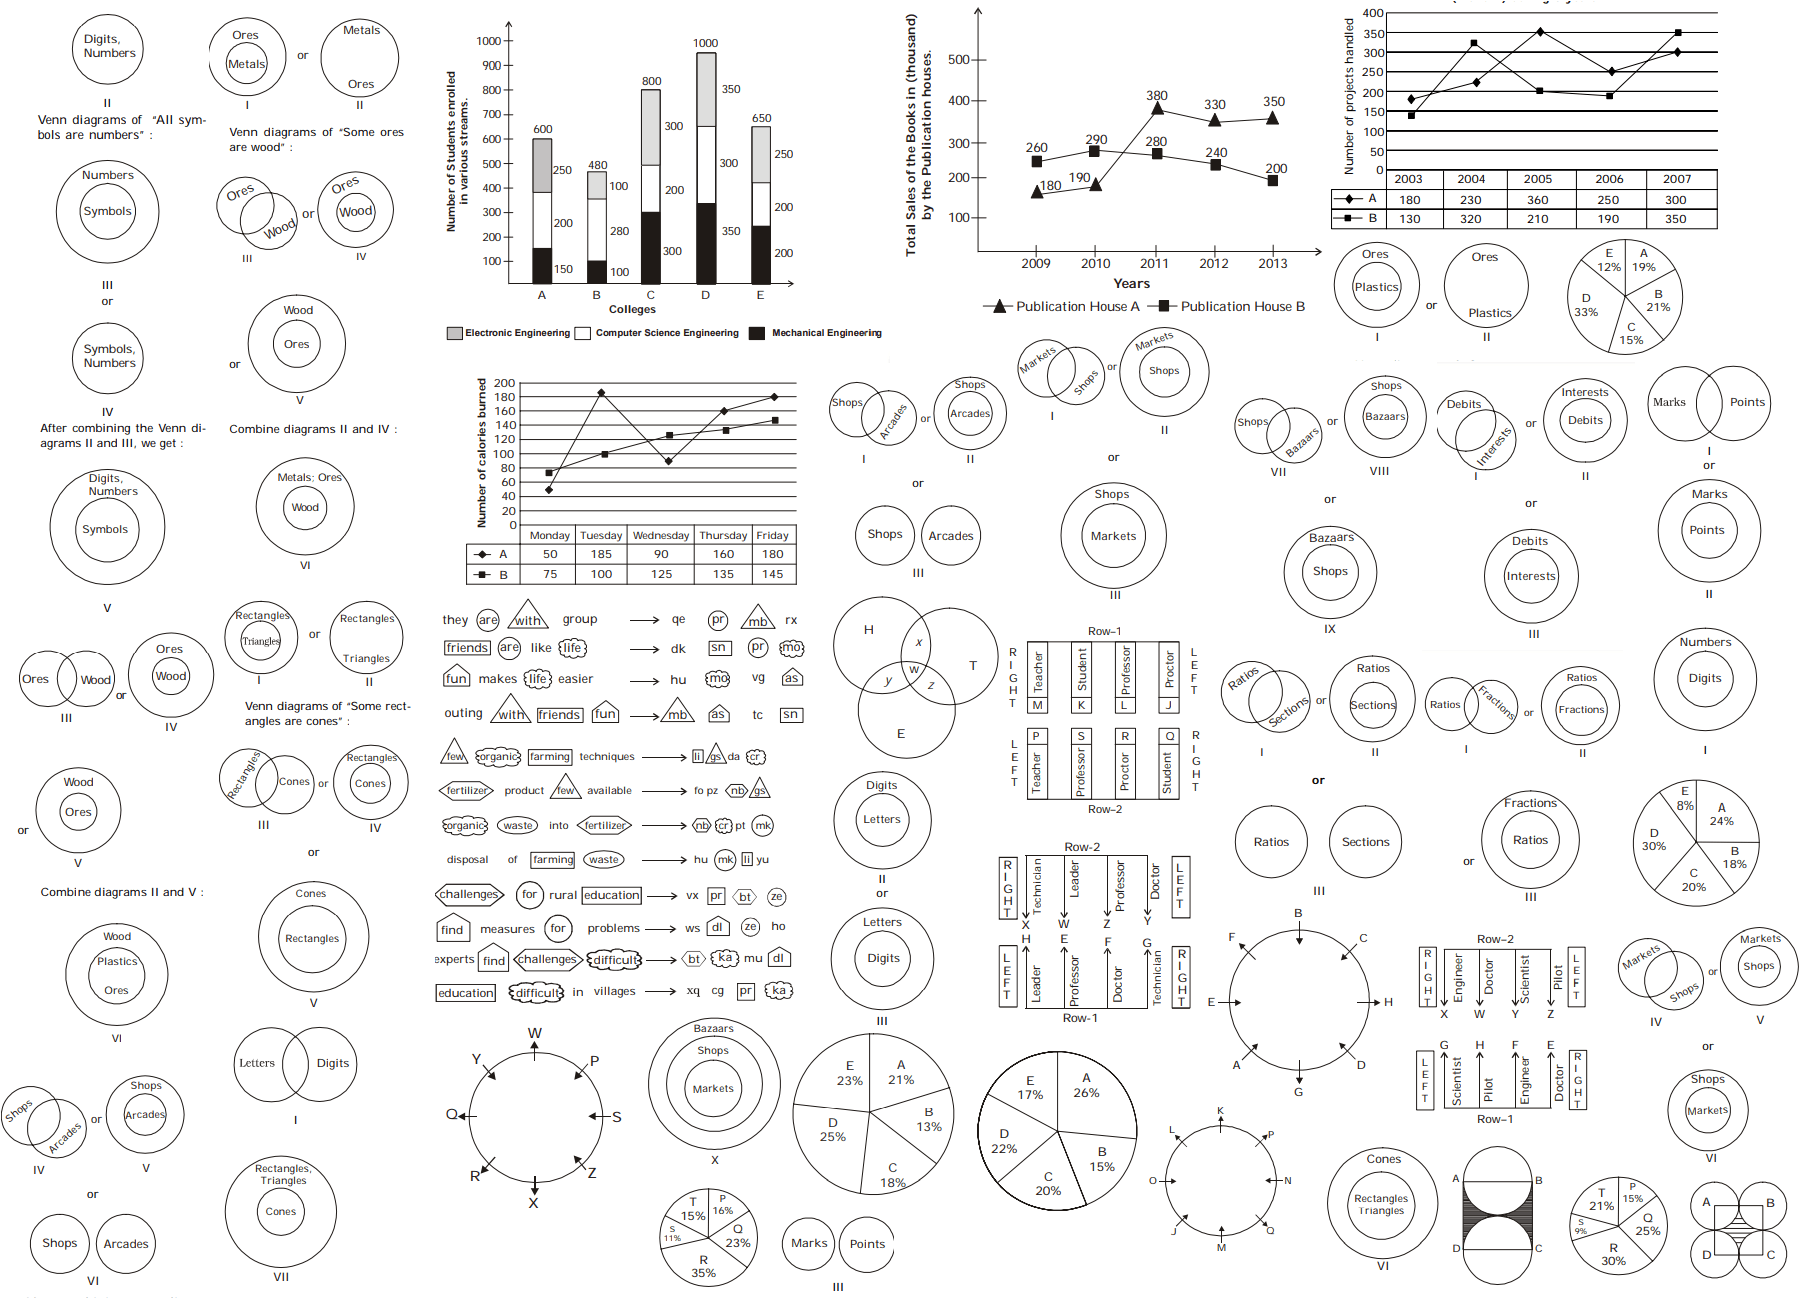 Digits,
Numbers
II
Venn diagrams of "All sym-
bols are numbers" :
Numbers
Symbols
III
or
Symbols,
Numbers
IV
After combining the Venn di-
agrams II and III, we get :
Digits,
Numbers
Symbols
V
Ores
Wood
III
or
Ores
Wood
IV
or
Wood
Ores
V
Combine diagrams II and V :
Wood
Plastics
Ores
VI
Shops
Arcades
IV
or
Shops
Arcades
V
or
Shops
Arcades
VI
Ores
Metals
I
or
Metals
Ores
II
Venn diagrams of "Some ores
are wood" :
Ores
Wood
III
or
Ores
Wood
IV
or
Wood
Ores
V
Combine diagrams II and IV :
Metals; Ores
Wood
VI
Rectangles
Triangles
I
or
Rectangles
Triangles
II
Venn diagrams of "Some rect-
angles are cones" :
Rectangles
Cones
III
or
Rectangles
Cones
IV
or
Cones
Rectangles
V
Letters
Digits
I
Rectangles,
Triangles
Cones
VII
Number of Students enrolled
in various streams.
1000
900
800
700
600
500
400
300
200
100
600
250
200
150
480
100
280
100
800
300
200
300
1000
350
300
350
650
250
200
200
A B C D E
Colleges
Electronic Engineering Computer Science Engineering Mechanical Engineering
Number of calories burned
200
180
160
140
120
100
80
60
40
20
0
Monday Tuesday Wednesday Thursday Friday
A 50 185 90 160 180
B 75 100 125 135 145
they are with group qe pr mb rx
friends are like life dk sn pr mo
fun makes life easier hu mo vg as
outing with friends fun mb as tc sn
few organic farming techniques li gs da cr
fertilizer product few available fo pz nb gs
organic waste into fertilizer nb cr pt mk
disposal of farming waste hu mk li yu
challenges for rural education vx pr bt ze
find measures for problems ws dl ze ho
experts find challenges difficult bt ka mu dl
education difficult in villages xq cg pr ka
W
P
S
Z
X
R
Q
Y
Bazaars
Shops
Markets
X
T
15%
P
16%
Q
23%
R
35%
S
11%
Marks
Points
III
Total Sales of the Books in (thousand)
by the Publication houses.
500
400
300
200
100
260
290
280
240
200
180
190
380
330
350
2009 2010 2011 2012 2013
Years
Publication House A Publication House B
Shops
Arcades
I
or
Shops
Arcades
II
or
Shops
Arcades
III
Markets
Shops
I
or
Markets
Shops
II
or
Shops
Markets
III
H
x
T
w
y
z
E
Digits
Letters
II
or
Letters
Digits
III
E
23%
A
21%
B
13%
C
18%
D
25%
Row–1
RIGHT
Teacher Student Professor Proctor
LEFT
M K L J
P S R Q
LEFT
Teacher Professor Proctor Student
RIGHT
Row–2
Row-2
RIGHT
Technician Leader Professor Doctor
LEFT
X W Z Y
H E F G
LEFT
Leader Professor Doctor Technician
RIGHT
Row-1
E
17%
A
26%
B
15%
C
20%
D
22%
K
P
N
Q
M
J
O
L
Number of projects handled
400
350
300
250
200
150
100
50
0
2003 2004 2005 2006 2007
A 180 230 360 250 300
B 130 320 210 190 350
Ores
Plastics
I
or
Ores
Plastics
II
E
12%
A
19%
B
21%
C
15%
D
33%
Shops
Bazaars
VII
or
Shops
Bazaars
VIII
or
Bazaars
Shops
IX
Debits
Interests
I
or
Interests
Debits
II
or
Debits
Interests
III
Marks
Points
I
or
Marks
Points
II
Numbers
Digits
I
Ratios
Sections
I
or
Ratios
Sections
II
or
Ratios
Sections
III
Ratios
Fractions
I
or
Ratios
Fractions
II
or
Fractions
Ratios
III
E
8%
A
24%
B
18%
C
20%
D
30%
B
C
H
D
G
A
E
F
Row–2
RIGHT
Engineer Doctor Scientist Pilot
LEFT
X W Y Z
G H F E
LEFT
Scientist Pilot Engineer Doctor
RIGHT
Row–1
Markets
Shops
IV
or
Markets
Shops
V
or
Shops
Markets
VI
Cones
Rectangles
Triangles
VI
A B
D C
T
21%
P
15%
Q
25%
R
30%
S
9%
A B
D C